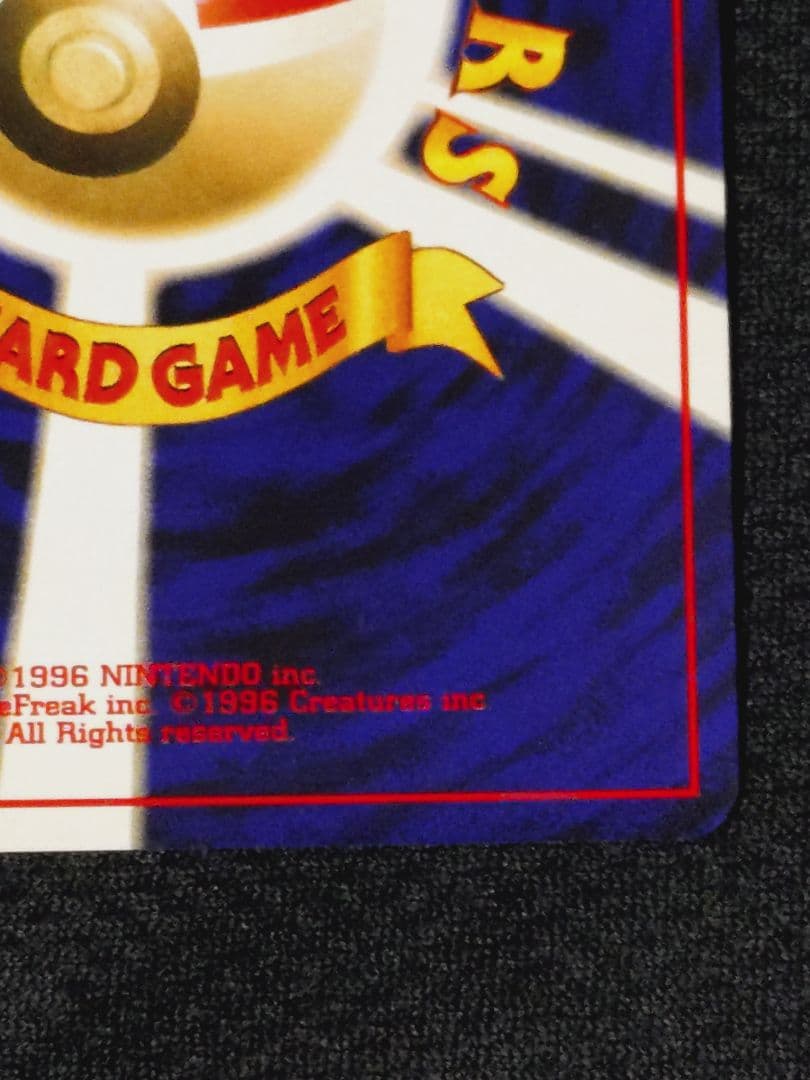 RS
ARD GAME
©1996 NINTENDO inc.
eFreak inc. ©1996 Creatures inc.
All Rights reserved.